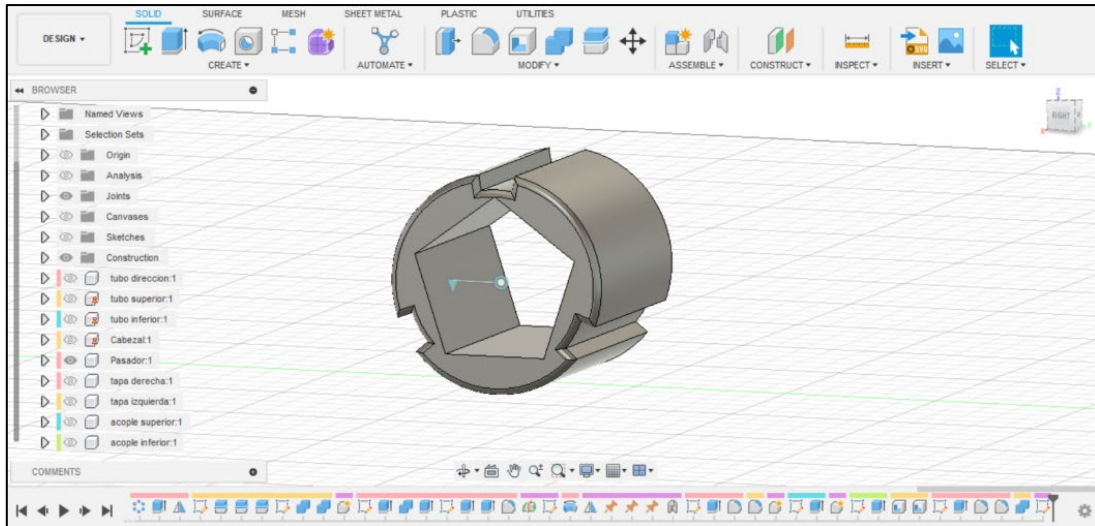 SOLID SURFACE MESH SHEET METAL PLASTIC UTILITIES
DESIGN
CREATE AUTOMATE MODIFY ASSEMBLE CONSTRUCT INSPECT INSERT SELECT
BROWSER
Named Views
Selection Sets
Origin
Analysis
Joints
Canvases
Sketches
Construction
tubo direccion:1
tubo superior:1
tubo inferior:1
Cabezal:1
Pasador:1
tapa derecha:1
tapa izquierda:1
acople superior:1
acople inferior:1
Z
RIGHT
COMMENTS